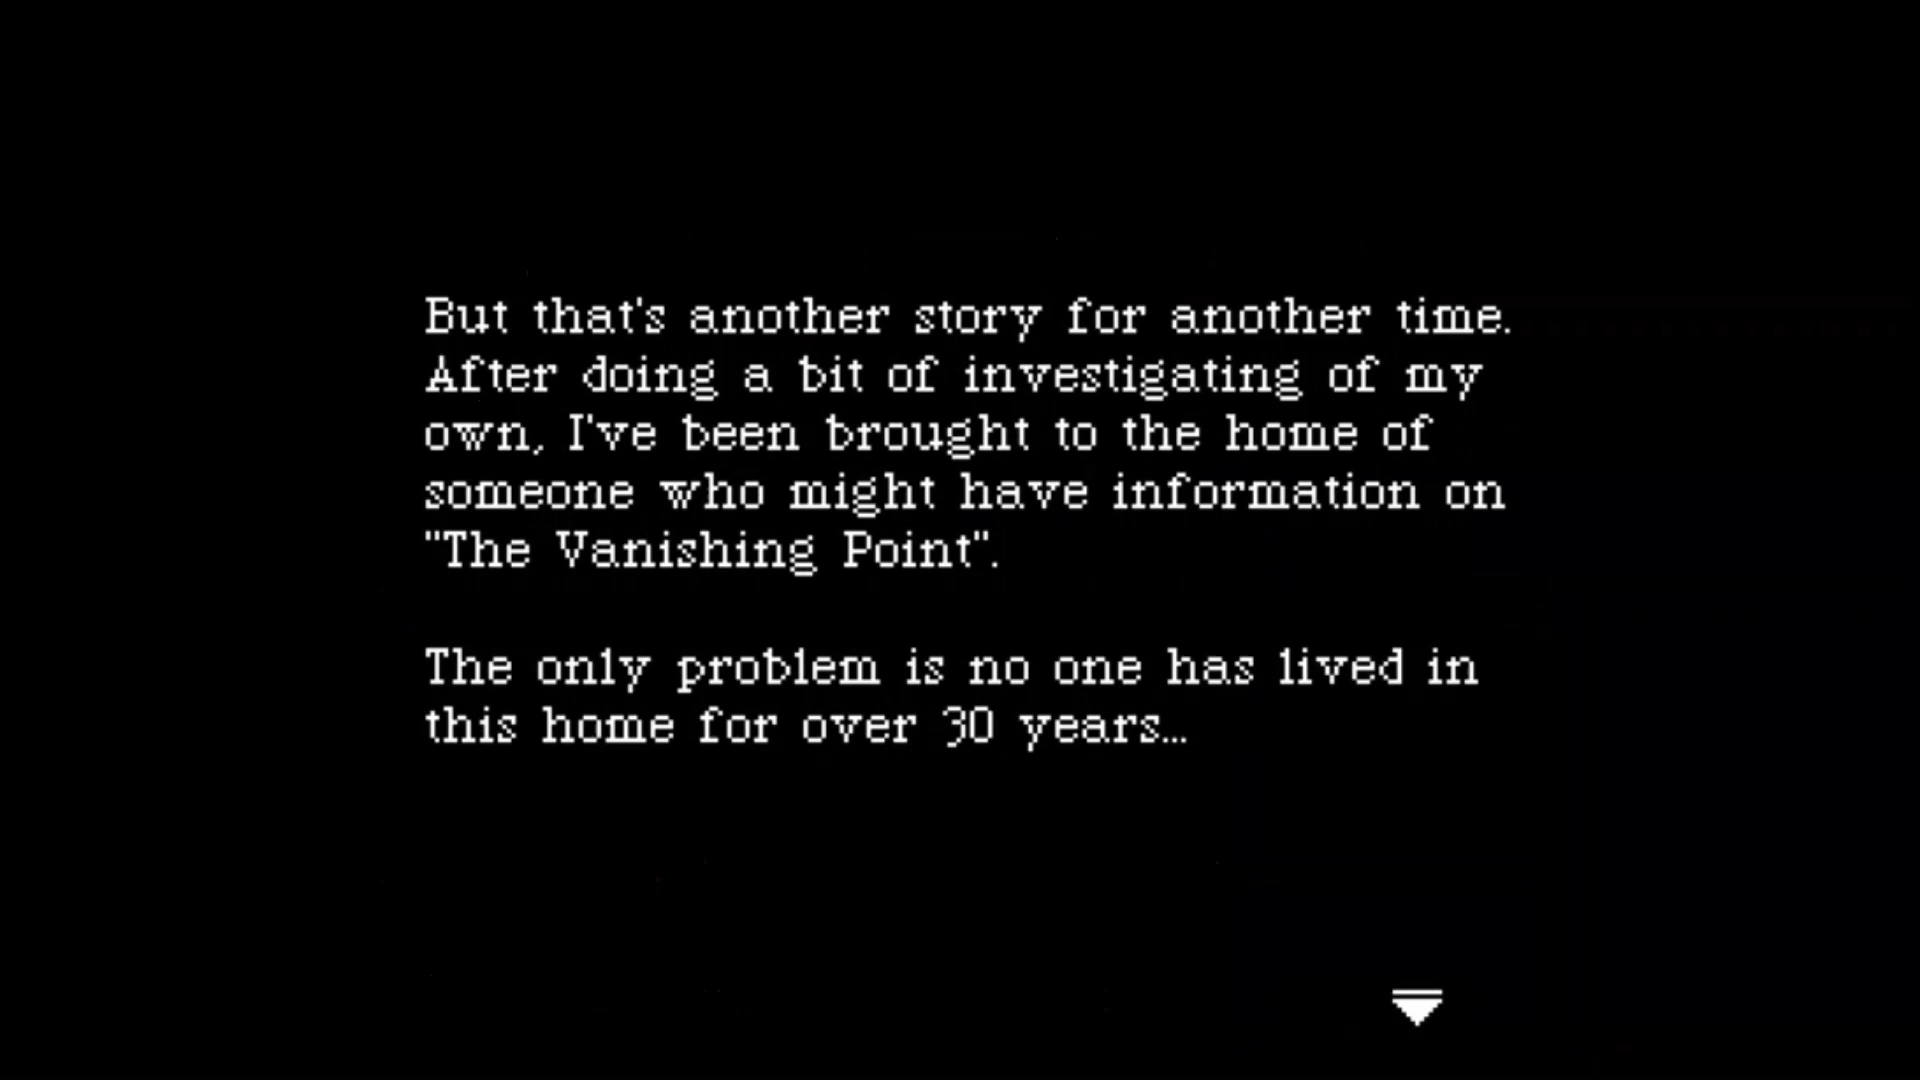 But that's another story for another time.
After doing a bit of investigating of my
own, I've been brought to the home of
someone who might have information on
"The Vanishing Point".
The only problem is no one has lived in
this home for over 30 years...